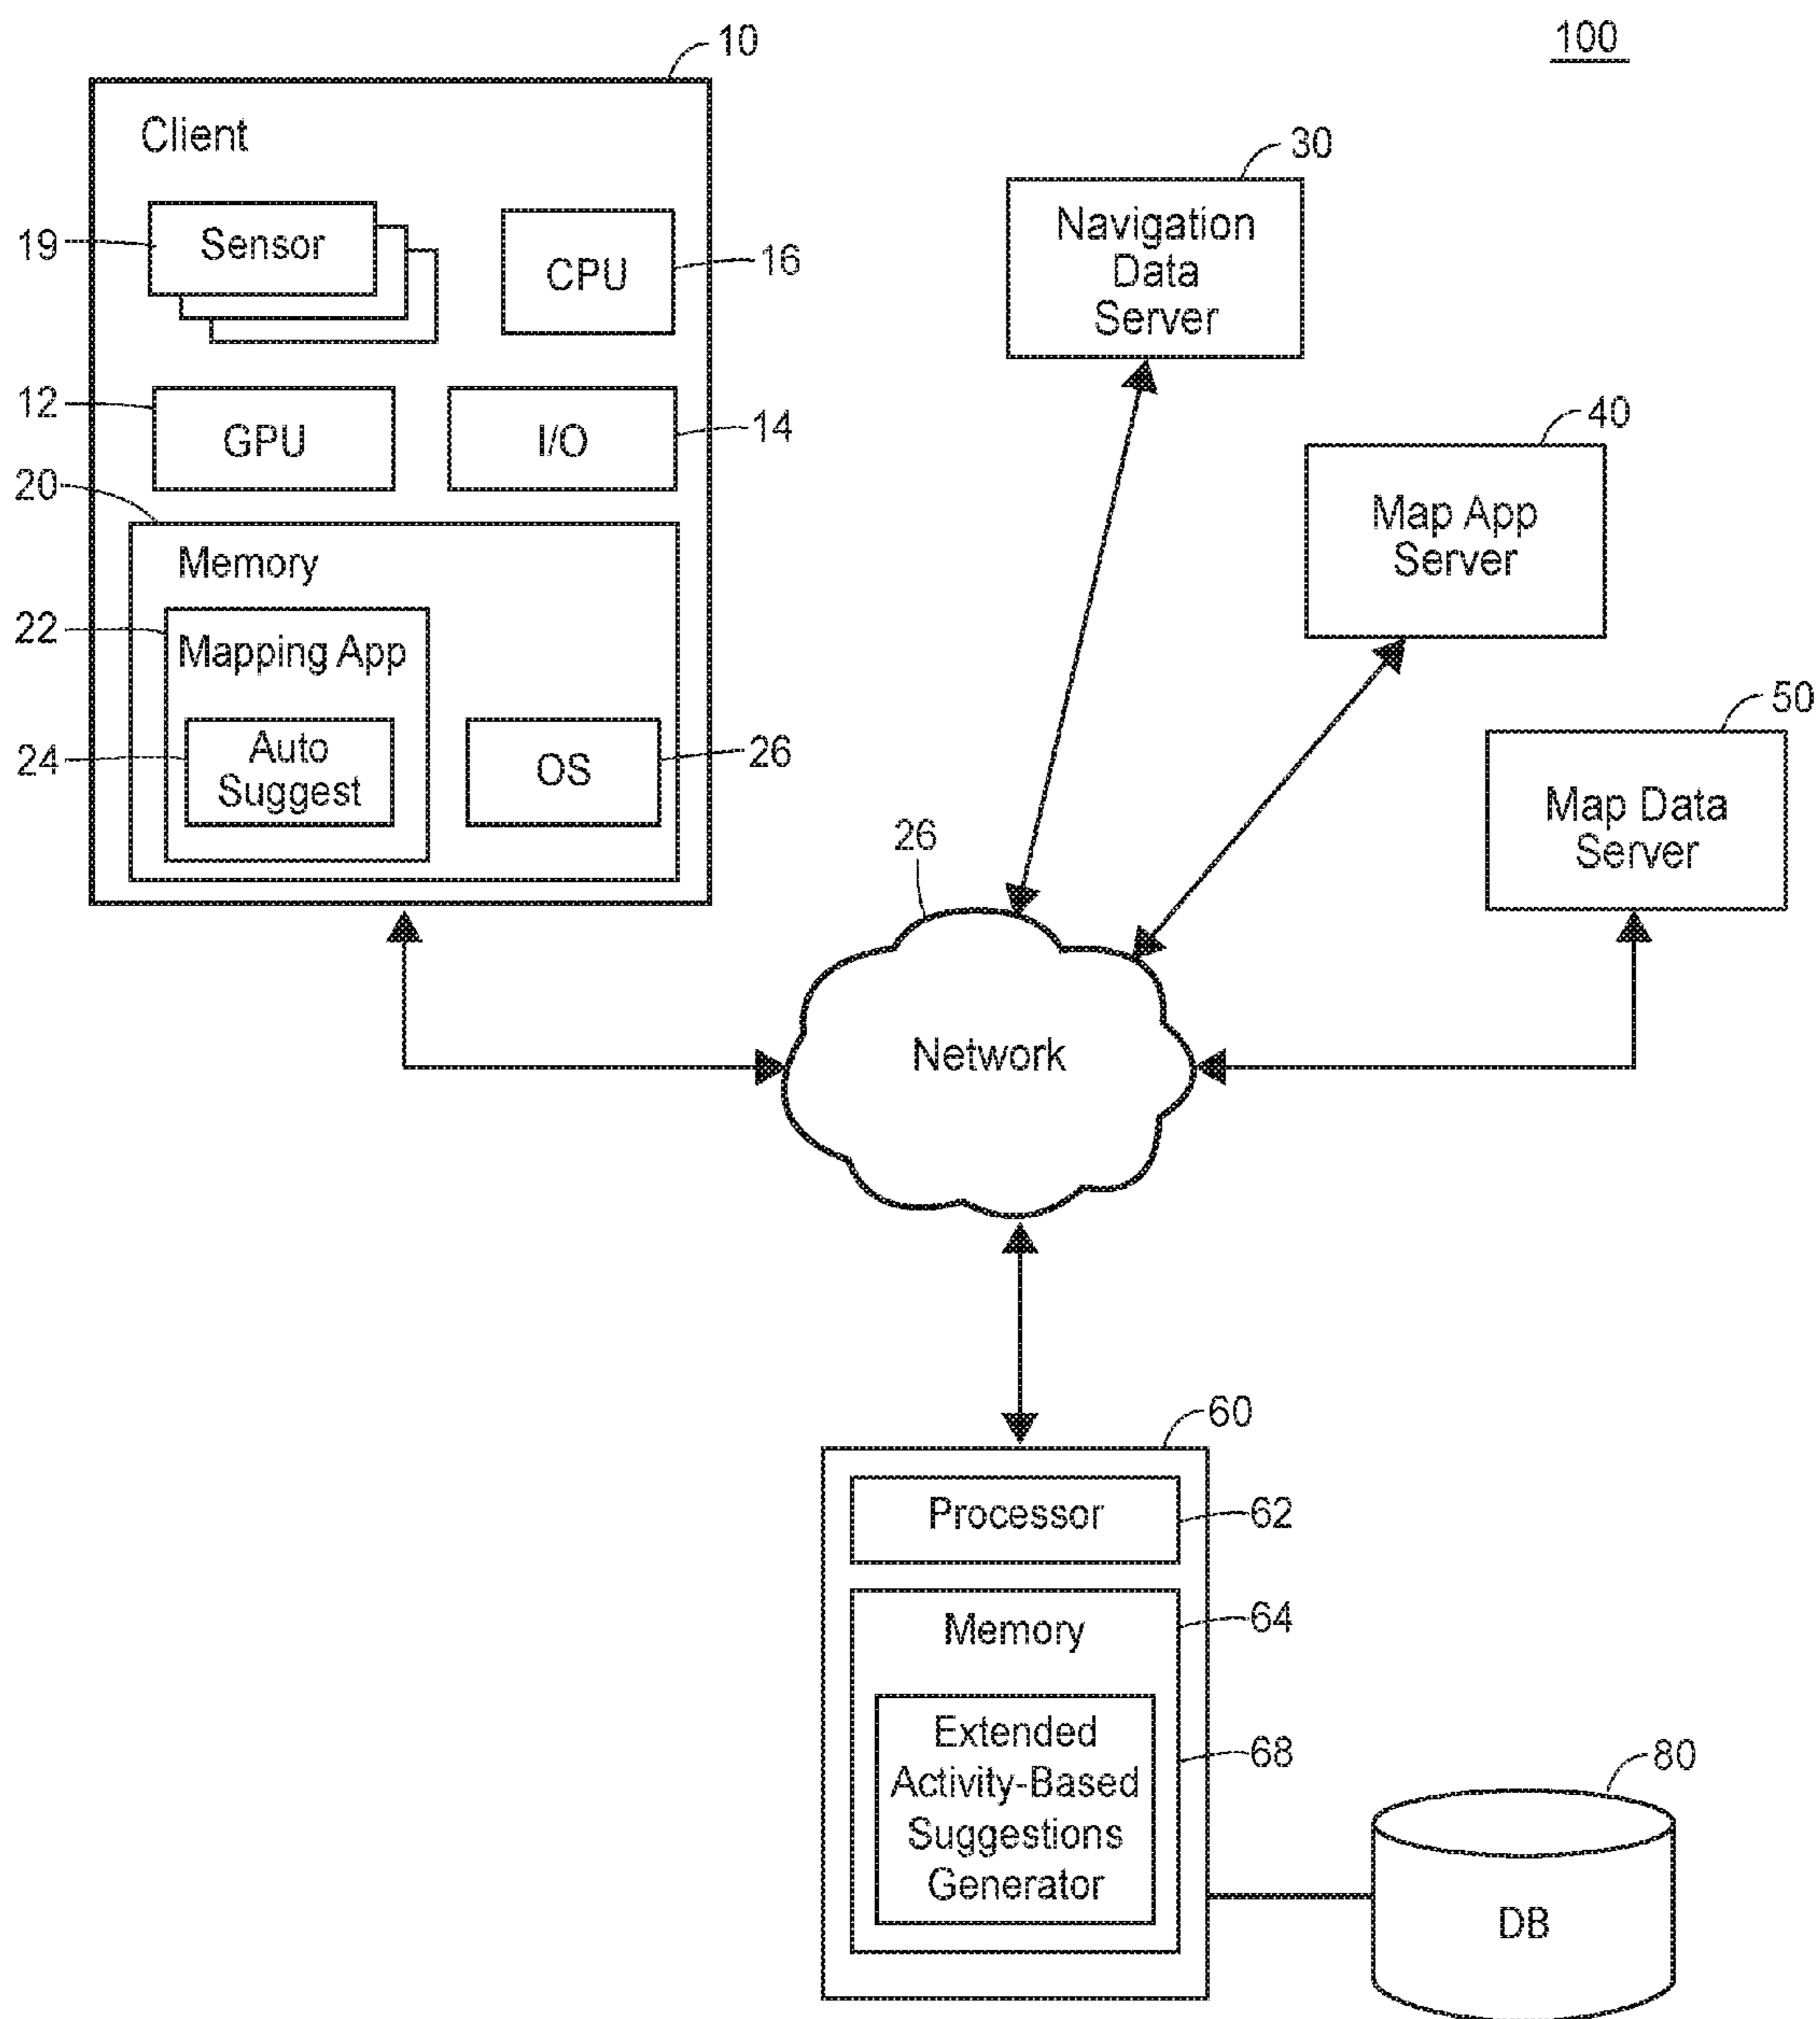 100
10
Client
19
Sensor
CPU
16
12
GPU
I/O
14
20
Memory
22
Mapping App
24
Auto
Suggest
OS
26
30
Navigation
Data
Server
40
Map App
Server
50
Map Data
Server
26
Network
60
Processor
62
Memory
64
Extended
Activity-Based
Suggestions
Generator
68
80
DB